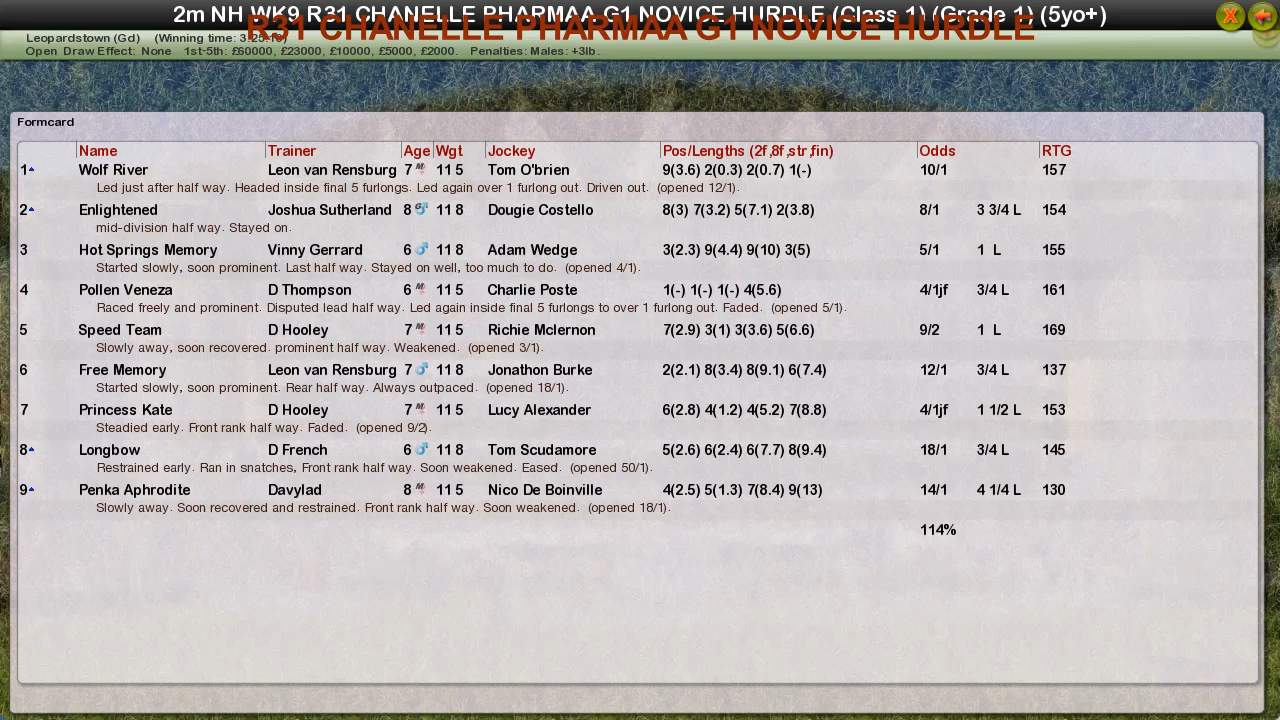 2m NH WK9 R31 CHANELLE PHARMAA G1 NOVICE HURDLE (Class 1) (Grade 1) (5yo+)
R31 CHANELLE PHARMAA G1 NOVICE HURDLE
Leopardstown (Gd) (Winning time:
Open Draw Effect: None 1st-5th: £60000, £23000, £10000, £5000, £2000. Penalties: Males: +3lb.
Formcard
Name Trainer Age Wgt Jockey Pos/Lengths (2f,8f,str,fin) Odds RTG
1 Wolf River Leon van Rensburg 7 11 5 Tom O'brien 9(3.6) 2(0.3) 2(0.7) 1(-) 10/1 157
Led just after half way. Headed inside final 5 furlongs. Led again over 1 furlong out. Driven out. (opened 12/1).
2 Enlightened Joshua Sutherland 8 11 8 Dougie Costello 8(3) 7(3.2) 5(7.1) 2(3.8) 8/1 3 3/4 L 154
mid-division half way. Stayed on.
3 Hot Springs Memory Vinny Gerrard 6 11 8 Adam Wedge 3(2.3) 9(4.4) 9(10) 3(5) 5/1 1 L 155
Started slowly, soon prominent. Last half way. Stayed on well, too much to do. (opened 4/1).
4 Pollen Veneza D Thompson 6 11 5 Charlie Poste 1(-) 1(-) 1(-) 4(5.6) 4/1jf 3/4 L 161
Raced freely and prominent. Disputed lead half way. Led again inside final 5 furlongs to over 1 furlong out. Faded. (opened 5/1).
5 Speed Team D Hooley 7 11 5 Richie Mclernon 7(2.9) 3(1) 3(3.6) 5(6.6) 9/2 1 L 169
Slowly away, soon recovered. prominent half way. Weakened. (opened 3/1).
6 Free Memory Leon van Rensburg 7 11 8 Jonathon Burke 2(2.1) 8(3.4) 8(9.1) 6(7.4) 12/1 3/4 L 137
Started slowly, soon prominent. Rear half way. Always outpaced. (opened 18/1).
7 Princess Kate D Hooley 7 11 5 Lucy Alexander 6(2.8) 4(1.2) 4(5.2) 7(8.8) 4/1jf 1 1/2 L 153
Steadied early. Front rank half way. Faded. (opened 9/2).
8 Longbow D French 6 11 8 Tom Scudamore 5(2.6) 6(2.4) 6(7.7) 8(9.4) 18/1 3/4 L 145
Restrained early. Ran in snatches, Front rank half way. Soon weakened. Eased. (opened 50/1).
9 Penka Aphrodite Davylad 8 11 5 Nico De Boinville 4(2.5) 5(1.3) 7(8.4) 9(13) 14/1 4 1/4 L 130
Slowly away. Soon recovered and restrained. Front rank half way. Soon weakened. (opened 18/1).
114%